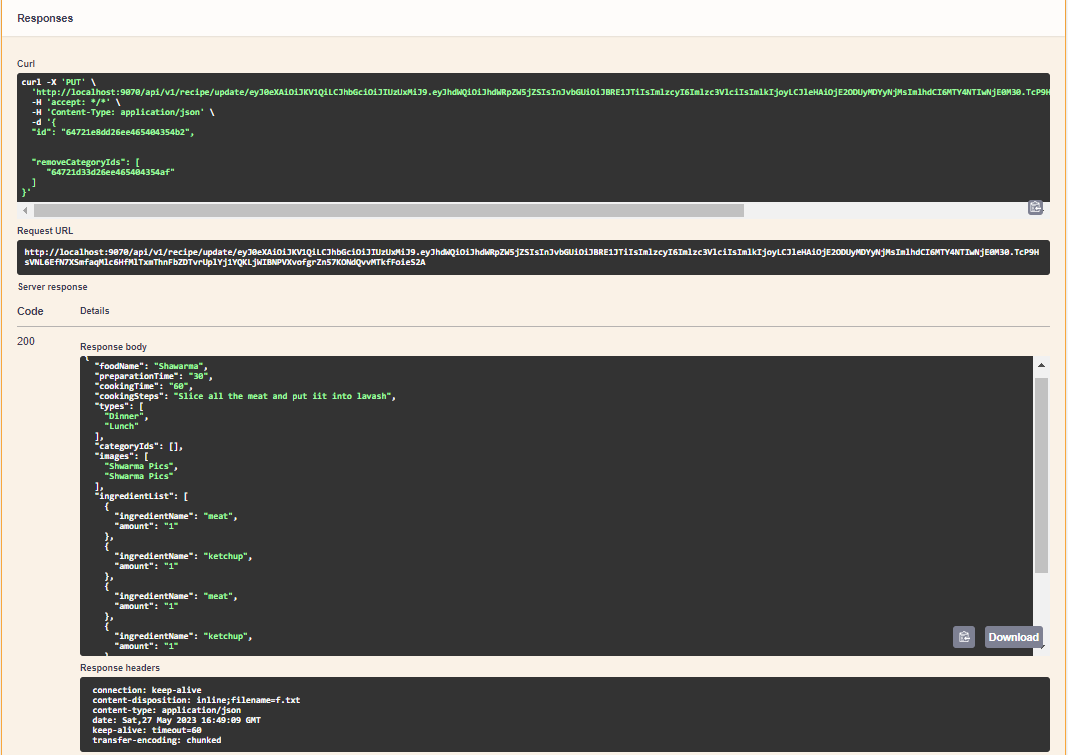 Responses
Curl
curl -X 'PUT' \
'http://localhost:9070/api/v1/recipe/update/eyJ0eXAiOiJKV1QiLCJhbGciOiJIUzUxMiJ9.eyJhdWQiOiJhdWRpZW5jZSIsInJvbGUiOiJBRE1JTiIsImlzcyI6Imlzc3VlciIsImlkIjoyLCJleHAiOjE2ODUyMDYyNjMsImlhdCI6MTY4NTIwNjE0M30.TcP9H
-H 'accept: */*' \
-H 'Content-Type: application/json' \
-d '{
"id": "64721e8dd26ee465404354b2",
"removeCategoryIds": [
"64721d33d26ee465404354af"
]
}'
Request URL
http://localhost:9070/api/v1/recipe/update/eyJ0eXAiOiJKV1QiLCJhbGciOiJIUzUxMiJ9.eyJhdWQiOiJhdWRpZW5jZSIsInJvbGUiOiJBRE1JTiIsImlzcyI6Imlzc3VlciIsImlkIjoyLCJleHAiOjE2ODUyMDYyNjMsImlhdCI6MTY4NTIwNjE0M30.TcP9H
sVNL6EfN7XSmfaqMlc6HfMlTxmThnFbZDTvrUplYj1YQKLjWIBNPVXvofgrZn57KONdQvvMTkfFoieS2A
Server response
Code
Details
200
Response body
{
"foodName": "Shawarma",
"preparationTime": "30",
"cookingTime": "60",
"cookingSteps": "Slice all the meat and put iit into lavash",
"types": [
"Dinner",
"Lunch"
],
"categoryIds": [],
"images": [
"Shwarma Pics",
"Shwarma Pics"
],
"ingredientList": [
{
"ingredientName": "meat",
"amount": "1"
},
{
"ingredientName": "ketchup",
"amount": "1"
},
{
"ingredientName": "meat",
"amount": "1"
},
{
"ingredientName": "ketchup",
"amount": "1"
}
Download
Response headers
connection: keep-alive
content-disposition: inline;filename=f.txt
content-type: application/json
date: Sat,27 May 2023 16:49:09 GMT
keep-alive: timeout=60
transfer-encoding: chunked